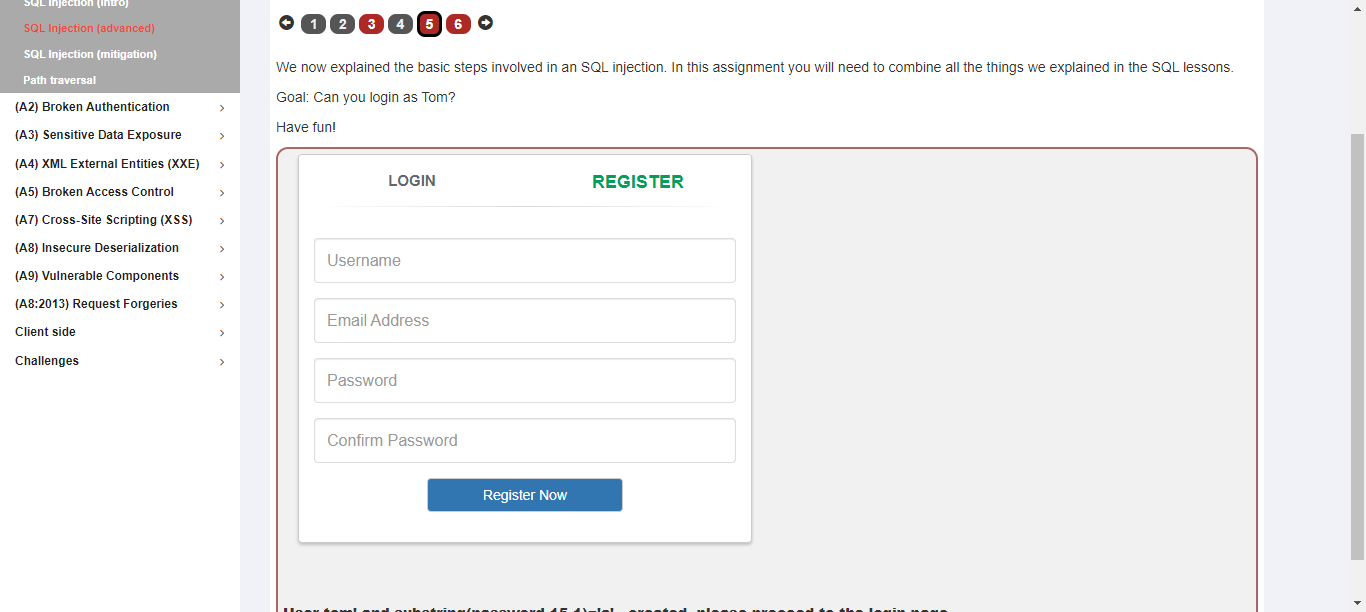 SQL Injection (intro)
SQL Injection (advanced)
SQL Injection (mitigation)
Path traversal
(A2) Broken Authentication
(A3) Sensitive Data Exposure
(A4) XML External Entities (XXE)
(A5) Broken Access Control
(A7) Cross-Site Scripting (XSS)
(A8) Insecure Deserialization
(A9) Vulnerable Components
(A8:2013) Request Forgeries
Client side
Challenges
1 2 3 4 5 6
We now explained the basic steps involved in an SQL injection. In this assignment you will need to combine all the things we explained in the SQL lessons.
Goal: Can you login as Tom?
Have fun!
LOGIN REGISTER
Username
Email Address
Password
Confirm Password
Register Now
User tom' and substring(password,15,1)='a' created, please proceed to the login page.